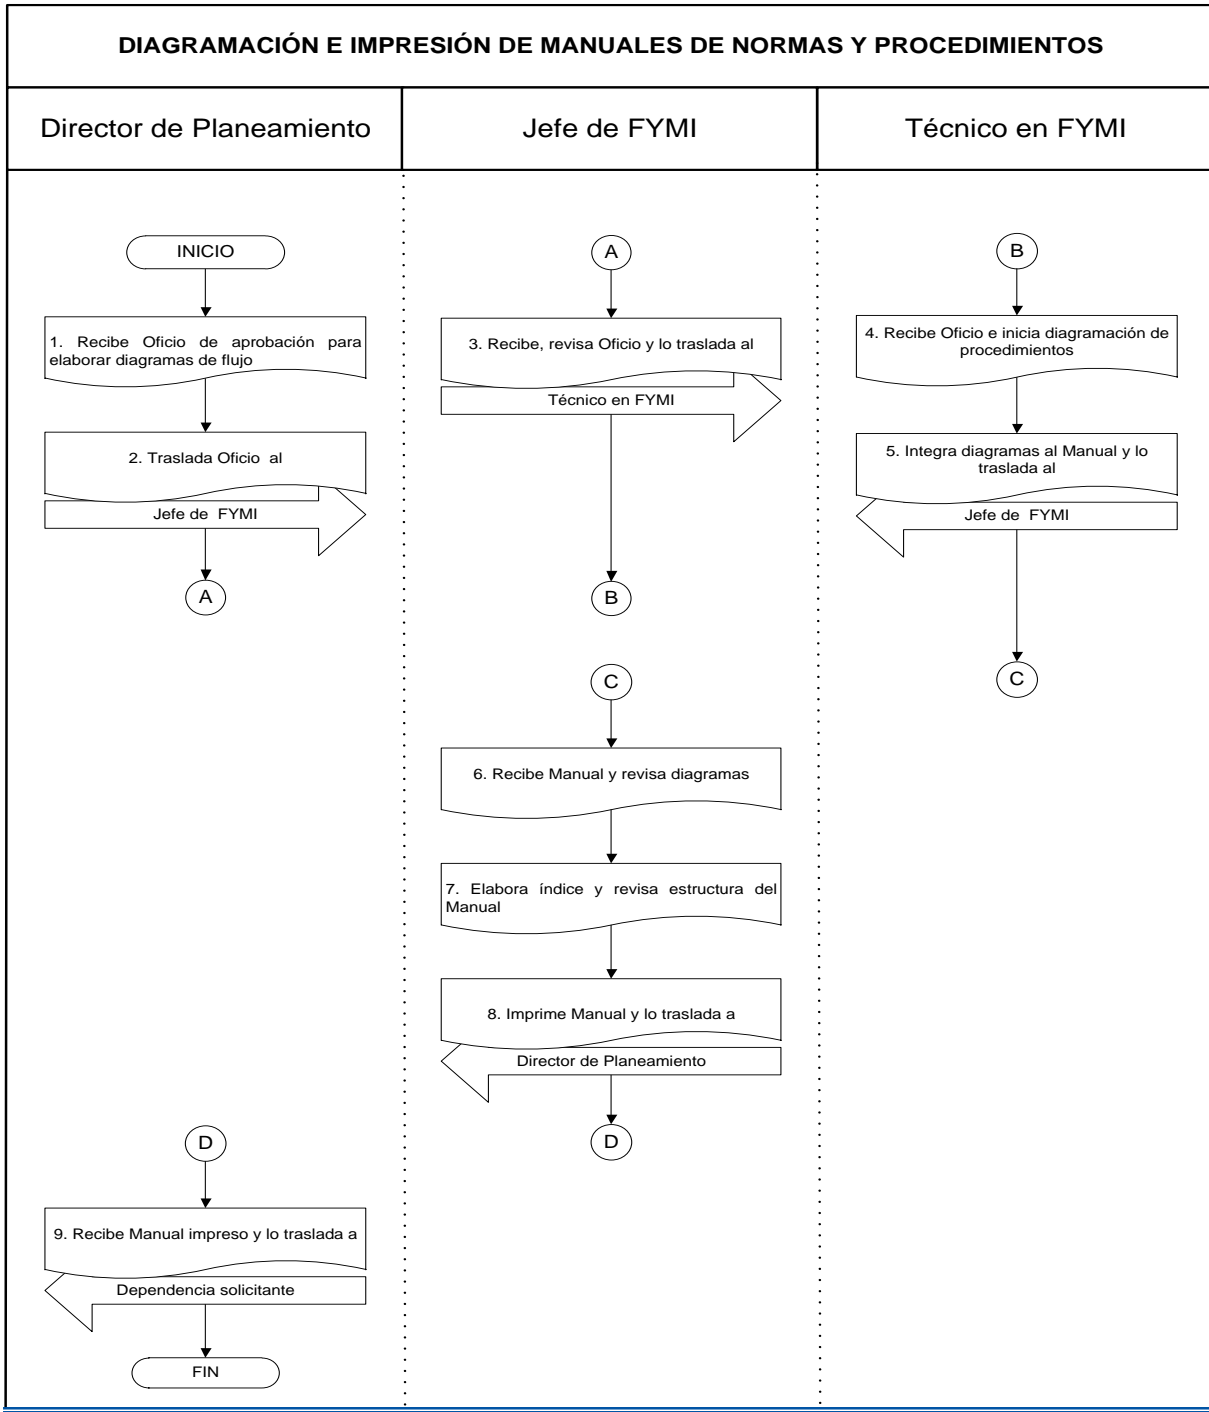 DIAGRAMACIÓN E IMPRESIÓN DE MANUALES DE NORMAS Y PROCEDIMIENTOS
Director de Planeamiento
Jefe de FYMI
Técnico en FYMI
INICIO
1. Recibe Oficio de aprobación para
elaborar diagramas de flujo
2. Traslada Oficio al
Jefe de FYMI
A
A
3. Recibe, revisa Oficio y lo traslada al
Técnico en FYMI
B
B
4. Recibe Oficio e inicia diagramación de
procedimientos
5. Integra diagramas al Manual y lo
traslada al
Jefe de FYMI
C
C
6. Recibe Manual y revisa diagramas
7. Elabora índice y revisa estructura del
Manual
8. Imprime Manual y lo traslada a
Director de Planeamiento
D
D
9. Recibe Manual impreso y lo traslada a
Dependencia solicitante
FIN